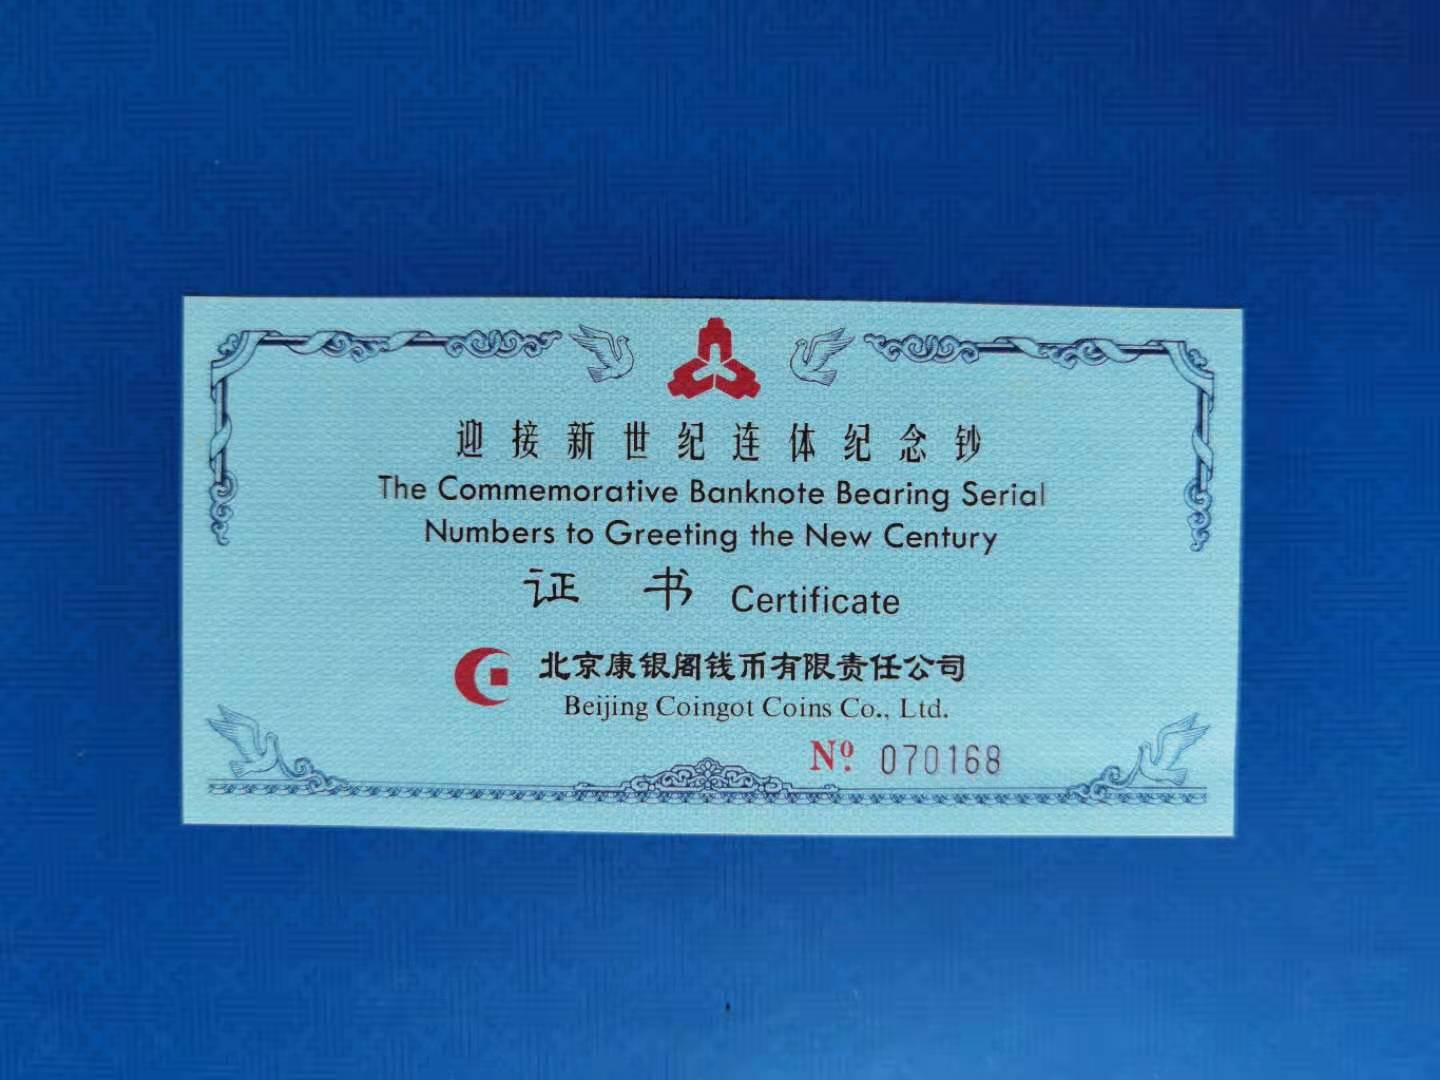 迎接新世纪连体纪念钞
The Commemorative Banknote Bearing Serial
Numbers to Greeting the New Century
证 书 Certificate
北京康银阁钱币有限责任公司
Beijing Coingot Coins Co., Ltd.
Nº. 070168